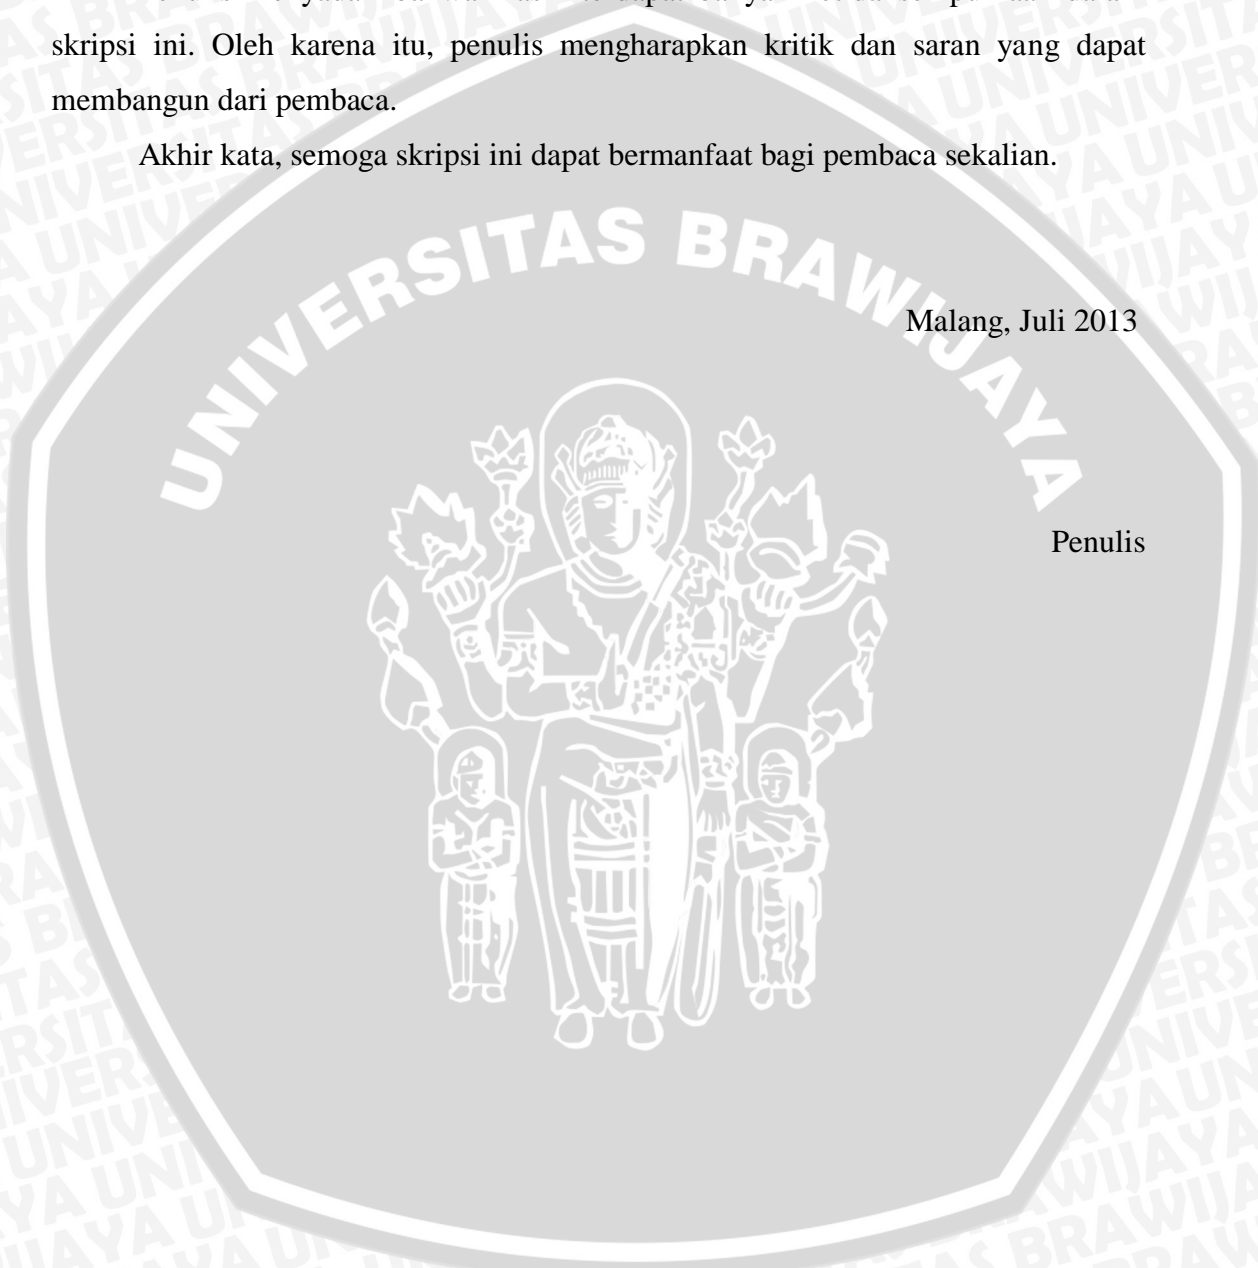 skripsi ini. Oleh karena itu, penulis mengharapkan kritik dan saran yang dapat
membangun dari pembaca.
Akhir kata, semoga skripsi ini dapat bermanfaat bagi pembaca sekalian.
UNIVERSITAS BRAWIJAYA
Malang, Juli 2013
Penulis